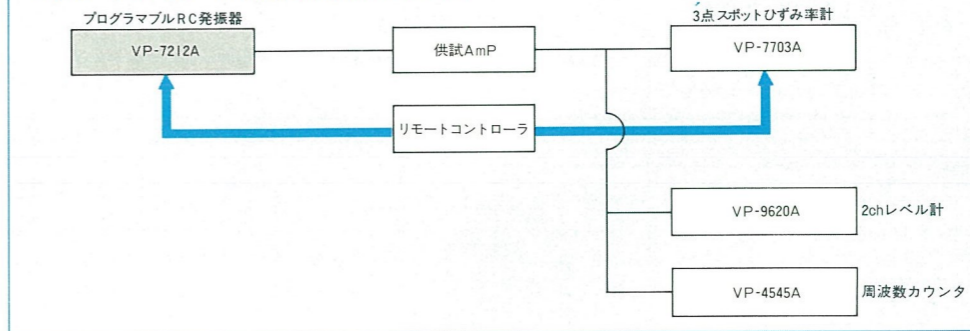 プログラマブルRC発振器
VP-7212A
供試AmP
3点スポットひずみ率計
VP-7703A
リモートコントローラ
VP-9620A
2chレベル計
VP-4545A
周波数カウンタ